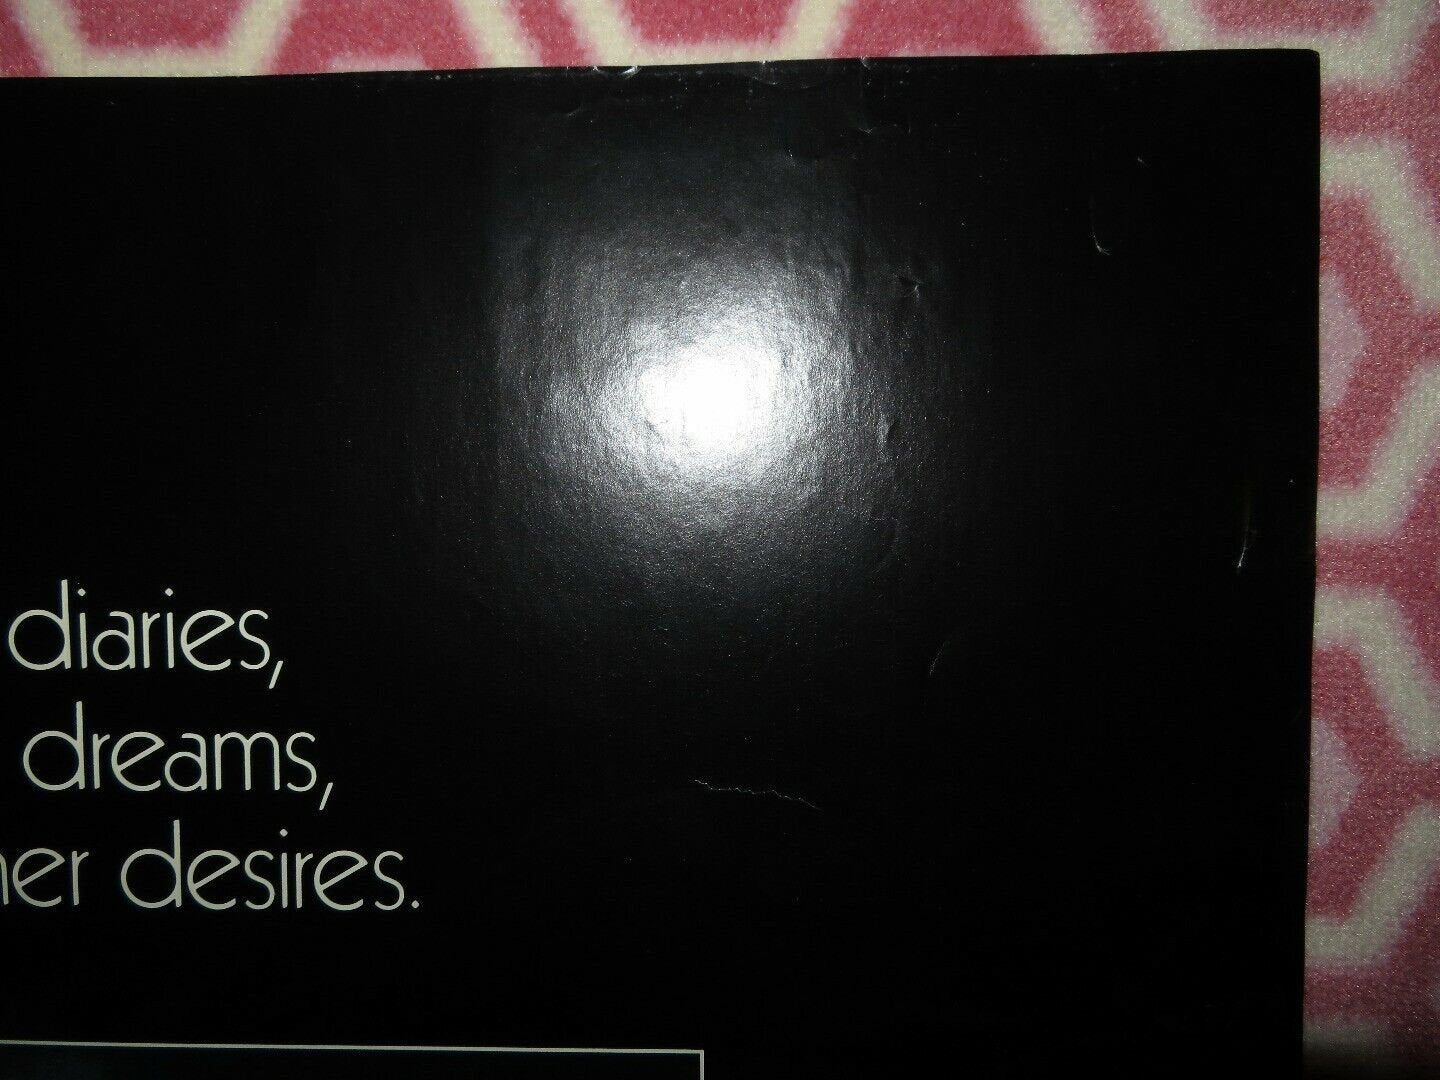 diaries,
dreams,
her desires.